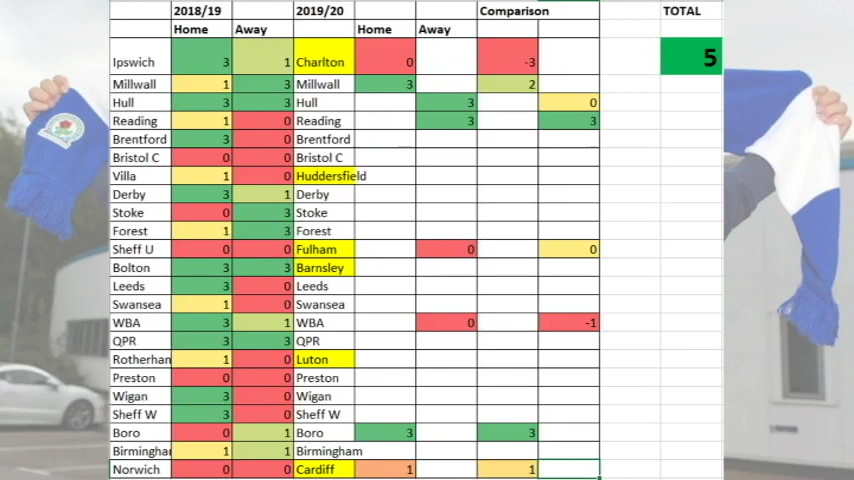 2018/19 2019/20 Comparison TOTAL
Home Away Home Away
Ipswich 3 1 Charlton 0 -3 5
Millwall 1 3 Millwall 3 2
Hull 3 3 Hull 3 0
Reading 1 0 Reading 3 3
Brentford 3 0 Brentford
Bristol C 0 0 Bristol C
Villa 1 0 Huddersfield
Derby 3 1 Derby
Stoke 0 3 Stoke
Forest 1 3 Forest
Sheff U 0 0 Fulham 0 0
Bolton 3 3 Barnsley
Leeds 3 0 Leeds
Swansea 1 0 Swansea
WBA 3 1 WBA 0 -1
QPR 3 3 QPR
Rotherham 1 0 Luton
Preston 0 0 Preston
Wigan 3 0 Wigan
Sheff W 3 0 Sheff W
Boro 0 1 Boro 3 3
Birmingha 1 1 Birmingham
Norwich 0 0 Cardiff 1 1